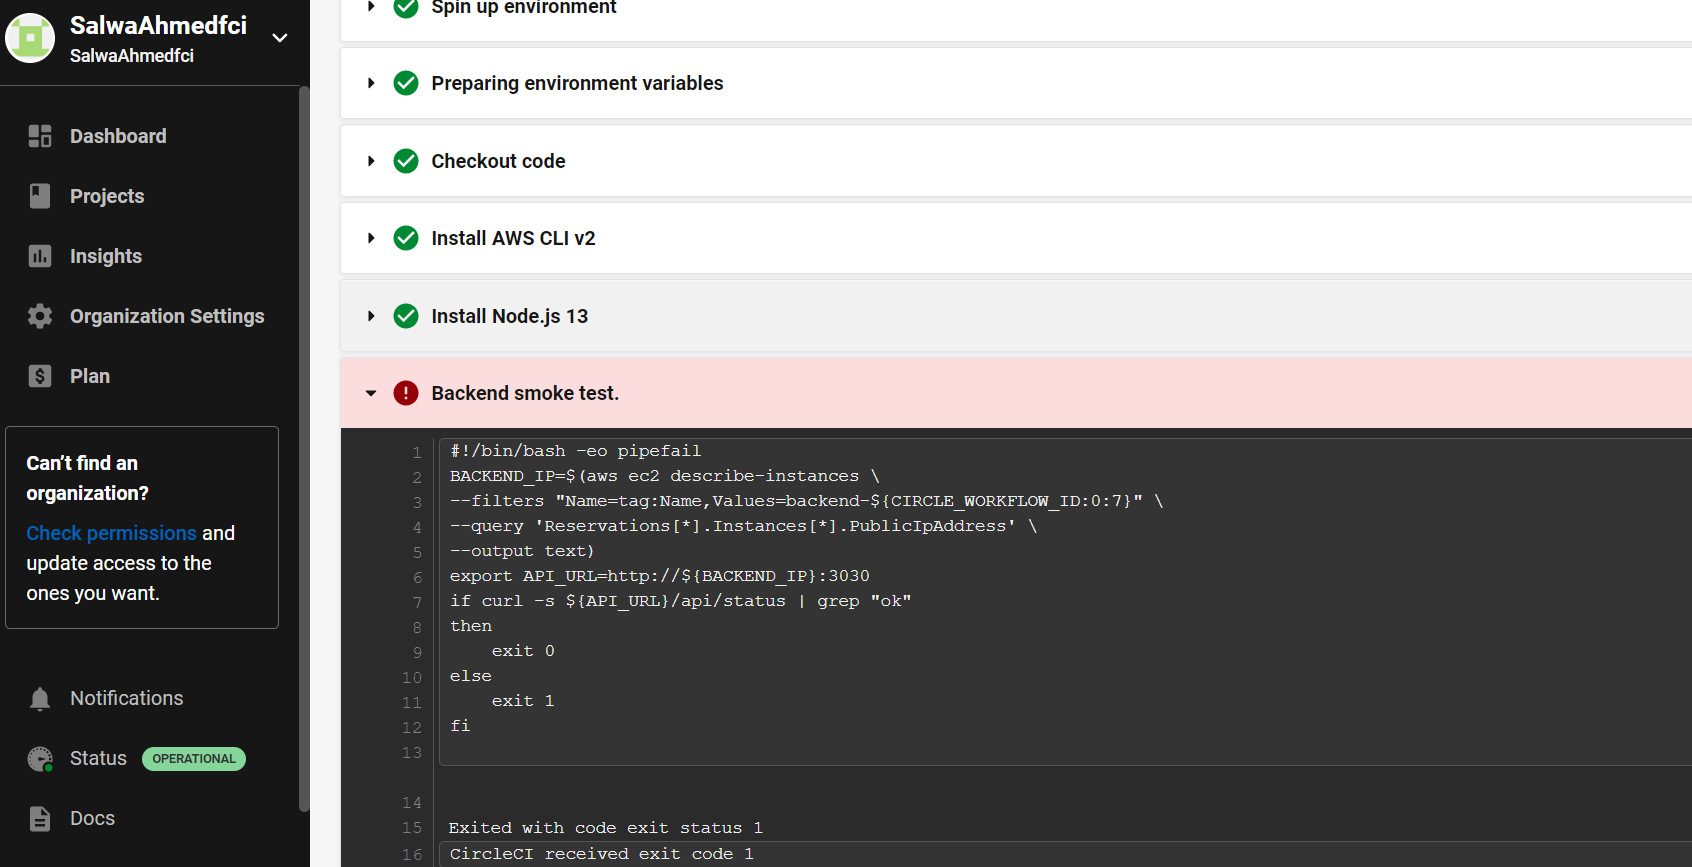 SalwaAhmedfci
SalwaAhmedfci
Dashboard
Projects
Insights
Organization Settings
Plan
Can't find an
organization?
Check permissions and
update access to the
ones you want.
Notifications
Status OPERATIONAL
Docs
Spin up environment
Preparing environment variables
Checkout code
Install AWS CLI v2
Install Node.js 13
Backend smoke test.
1 #!/bin/bash -eo pipefail
2 BACKEND_IP=$(aws ec2 describe-instances \
3 --filters "Name=tag:Name,Values=backend-${CIRCLE_WORKFLOW_ID:0:7}" \
4 --query 'Reservations[*].Instances[*].PublicIpAddress' \
5 --output text)
6 export API_URL=http://${BACKEND_IP}:3030
7 if curl -s ${API_URL}/api/status | grep "ok"
8 then
9     exit 0
10 else
11     exit 1
12 fi
13
14
15 Exited with code exit status 1
16 CircleCI received exit code 1